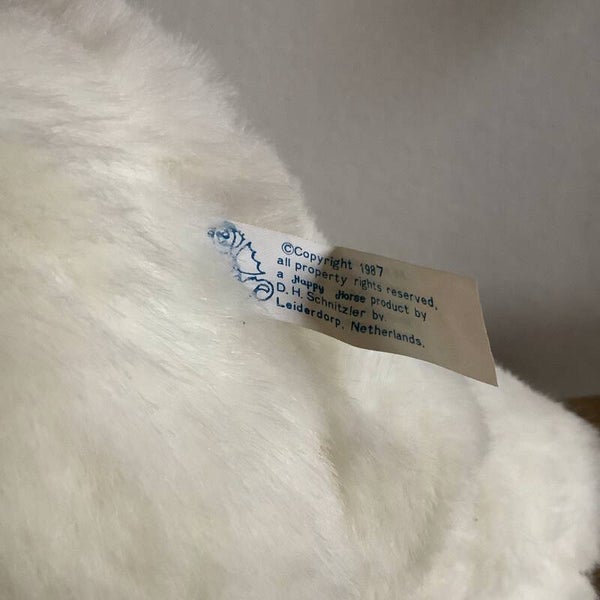 ©Copyright 1987
all property rights reserved,
a Happy Horse product by
D.H. Schnitzler bv.
Leiderdorp, Netherlands.